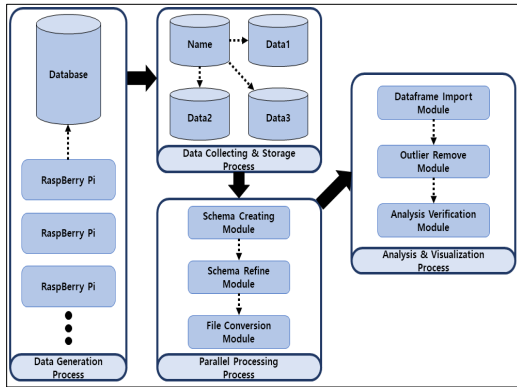 Database
RaspBerry Pi
RaspBerry Pi
RaspBerry Pi
Data Generation
Process
Name
Data1
Data2
Data3
Data Collecting & Storage
Process
Schema Creating
Module
Schema Refine
Module
File Conversion
Module
Parallel Processing
Process
Dataframe Import
Module
Outlier Remove
Module
Analysis Verification
Module
Analysis & Visualization
Process